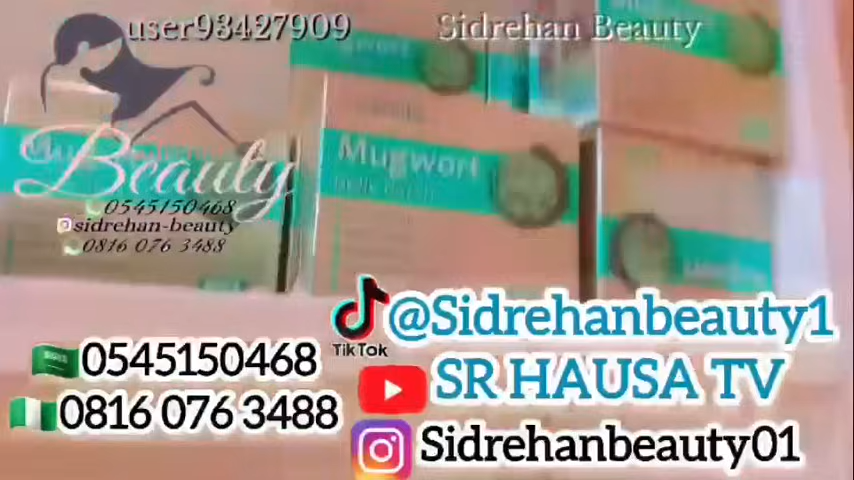 user93427909
Sidrehan Beauty
Beauty
0545150468
sidrehan-beauty
0816 076 3488
Mugwort
@Sidrehanbeauty1
TikTok
0545150468
SR HAUSA TV
0816 076 3488
Sidrehanbeauty01